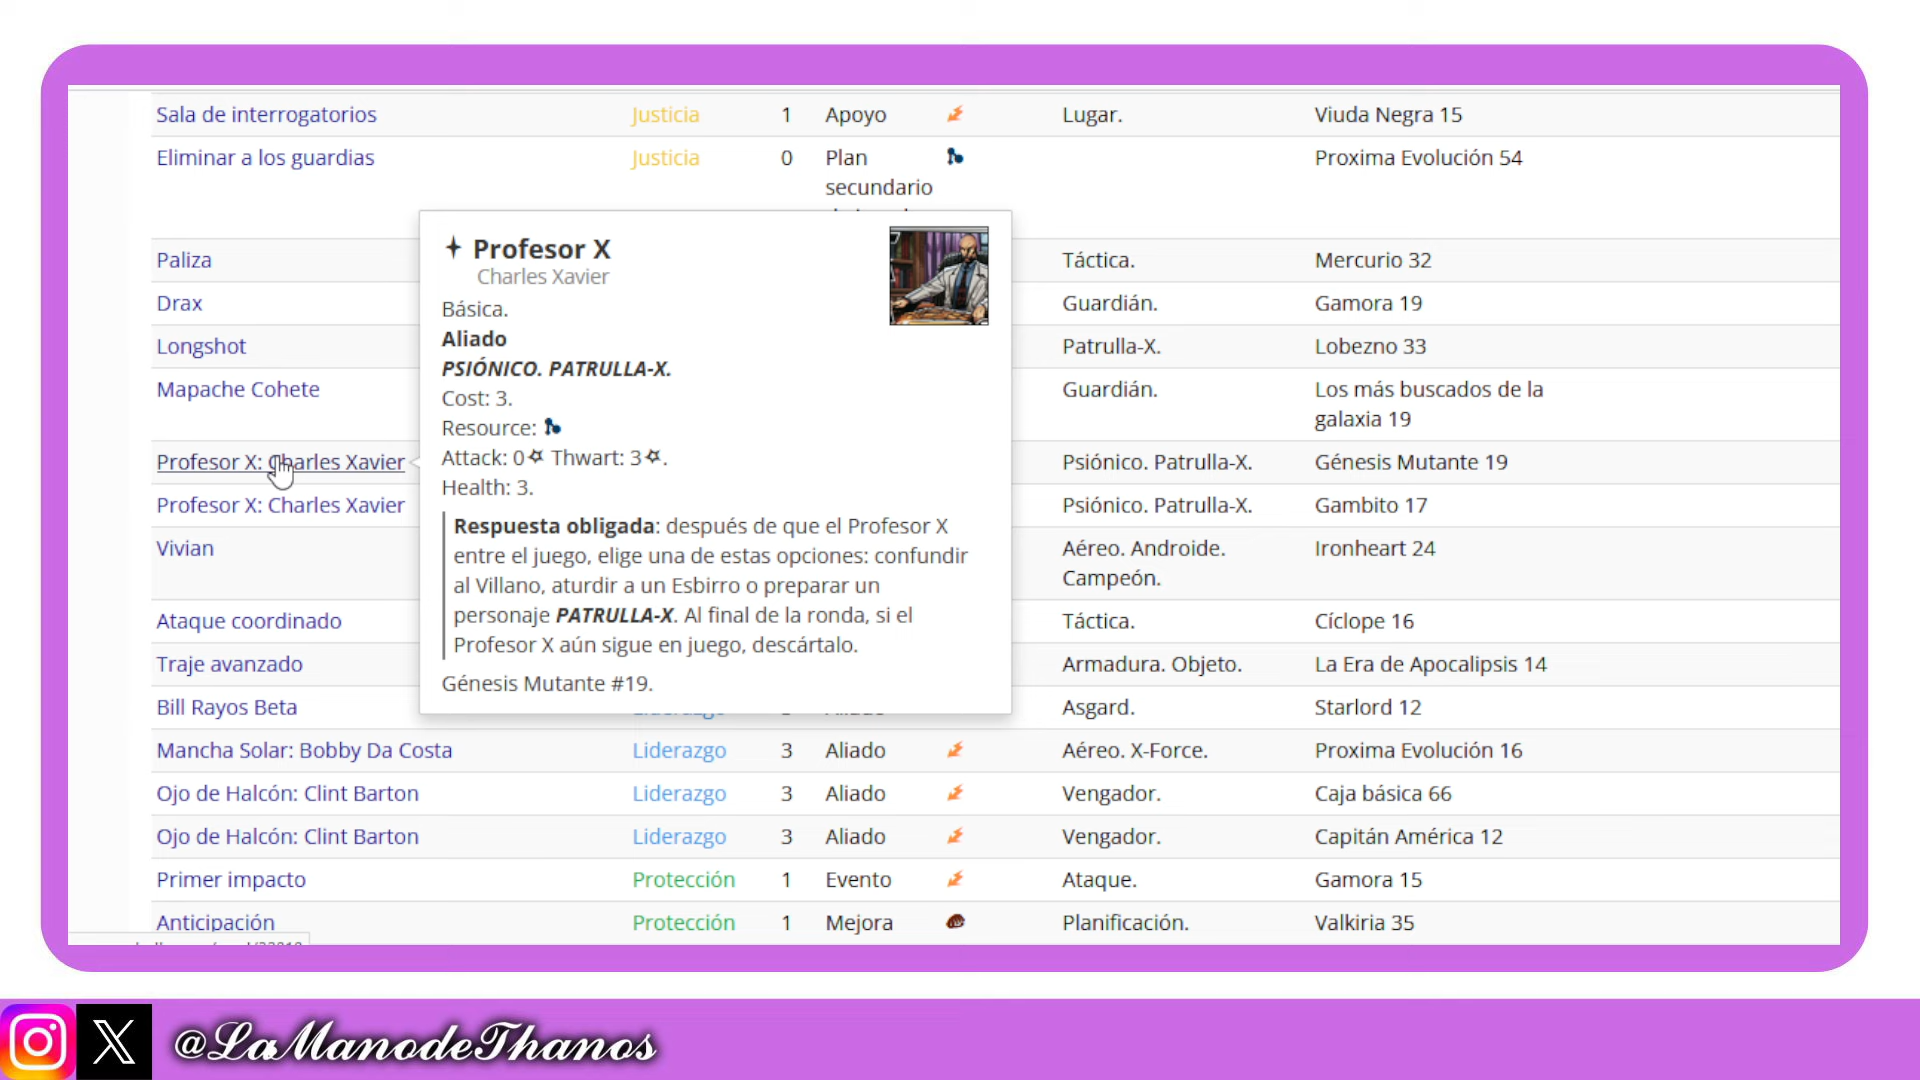 Sala de interrogatorios Justicia 1 Apoyo Lugar. Viuda Negra 15
Eliminar a los guardias Justicia 0 Plan Proxima Evolución 54
secundario
Paliza Táctica. Mercurio 32
Drax Guardián. Gamora 19
Longshot Patrulla-X. Lobezno 33
Mapache Cohete Guardián. Los más buscados de la
galaxia 19
Profesor X: Charles Xavier Psiónico. Patrulla-X. Génesis Mutante 19
Profesor X: Charles Xavier Psiónico. Patrulla-X. Gambito 17
Vivian Aéreo. Androide. Ironheart 24
Campeón.
Ataque coordinado Táctica. Cíclope 16
Traje avanzado Armadura. Objeto. La Era de Apocalipsis 14
Bill Rayos Beta Asgard. Starlord 12
Mancha Solar: Bobby Da Costa Liderazgo 3 Aliado Aéreo. X-Force. Proxima Evolución 16
Ojo de Halcón: Clint Barton Liderazgo 3 Aliado Vengador. Caja básica 66
Ojo de Halcón: Clint Barton Liderazgo 3 Aliado Vengador. Capitán América 12
Primer impacto Protección 1 Evento Ataque. Gamora 15
Anticipación Protección 1 Mejora Planificación. Valkiria 35
Profesor X
Charles Xavier
Básica.
Aliado
PSIÓNICO. PATRULLA-X.
Cost: 3.
Resource:
Attack: 0 Thwart: 3.
Health: 3.
Respuesta obligada: después de que el Profesor X
entre el juego, elige una de estas opciones: confundir
al Villano, aturdir a un Esbirro o preparar un
personaje PATRULLA-X. Al final de la ronda, si el
Profesor X aún sigue en juego, descártalo.
Génesis Mutante #19.
@LaManodeThanos